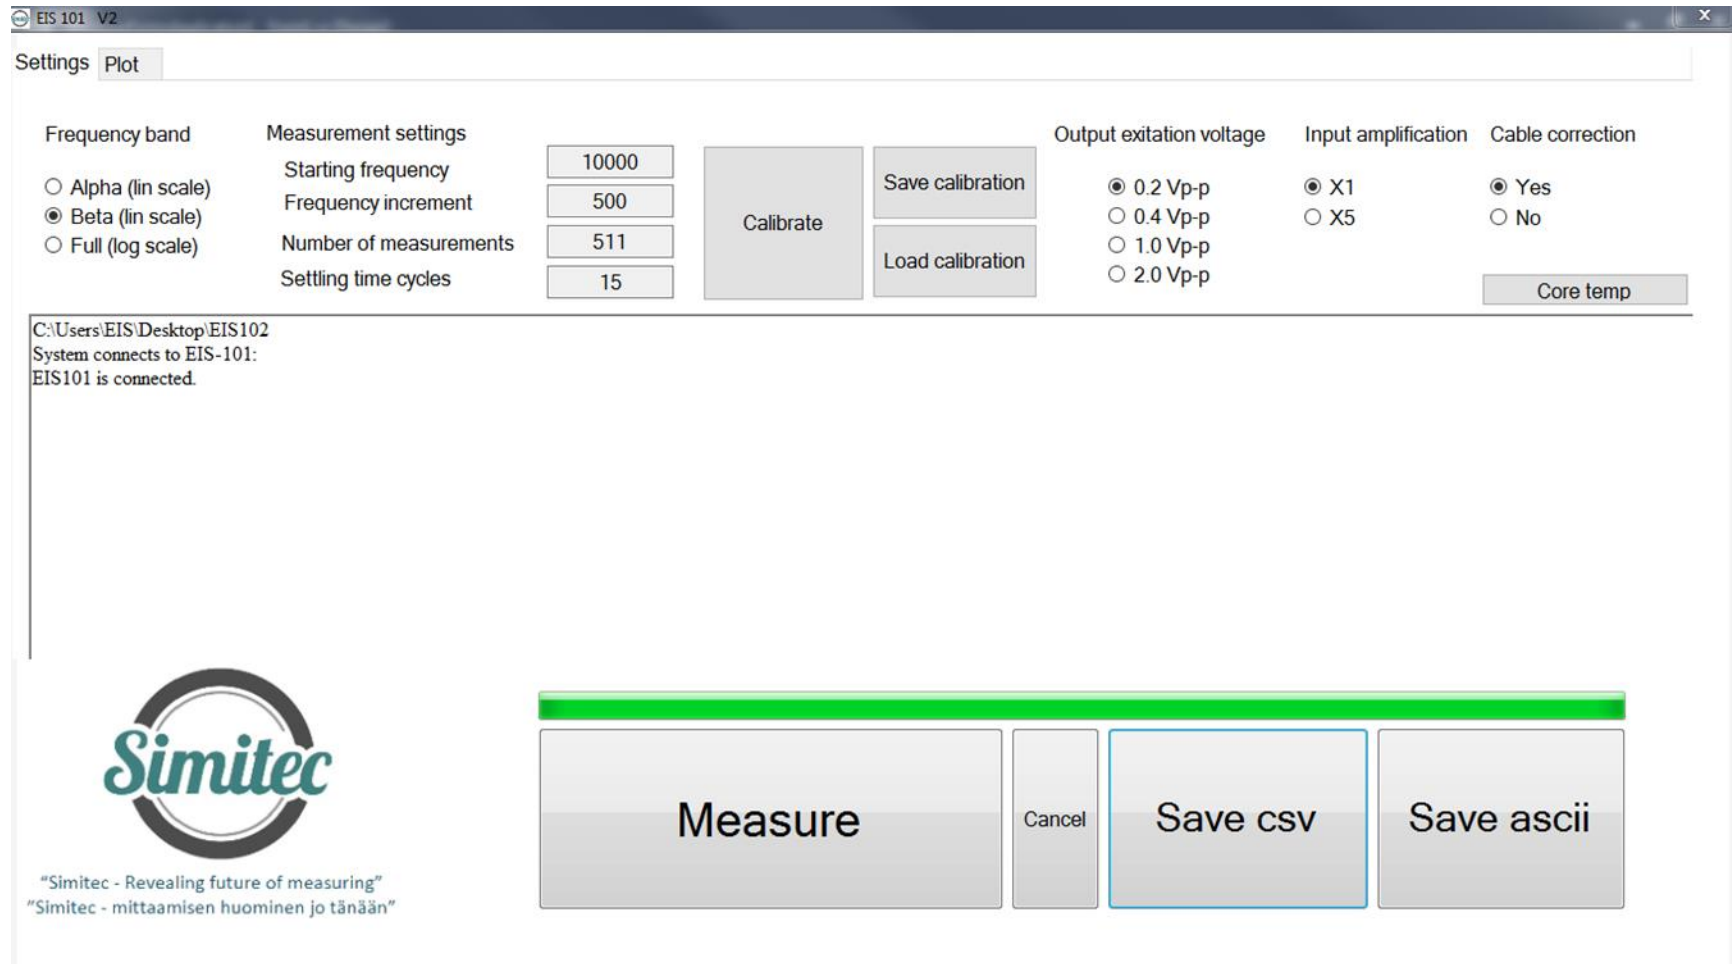 EIS 101 V2
X
Settings Plot
Frequency band
Alpha (lin scale)
Beta (lin scale)
Full (log scale)
Measurement settings
Starting frequency 10000
Frequency increment 500
Number of measurements 511
Settling time cycles 15
Calibrate
Save calibration
Load calibration
Output exitation voltage
0.2 Vp-p
0.4 Vp-p
1.0 Vp-p
2.0 Vp-p
Input amplification
X1
X5
Cable correction
Yes
No
Core temp
C:\Users\EIS\Desktop\EIS102
System connects to EIS-101:
EIS101 is connected.
Simitec
"Simitec - Revealing future of measuring"
"Simitec - mittaamisen huominen jo tänään"
Measure
Cancel
Save csv
Save ascii